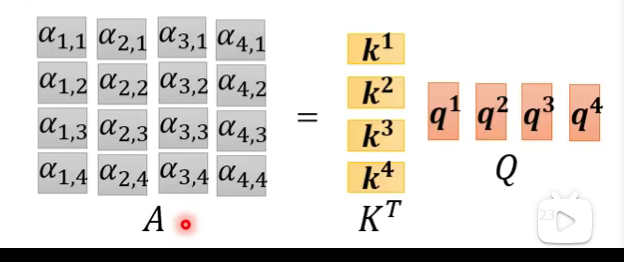 α1,1 α2,1 α3,1 α4,1
α1,2 α2,2 α3,2 α4,2
α1,3 α2,3 α3,3 α4,3
α1,4 α2,4 α3,4 α4,4
A
=
k¹
k²
k³
k⁴
Kᵀ
q¹ q² q³ q⁴
Q
23